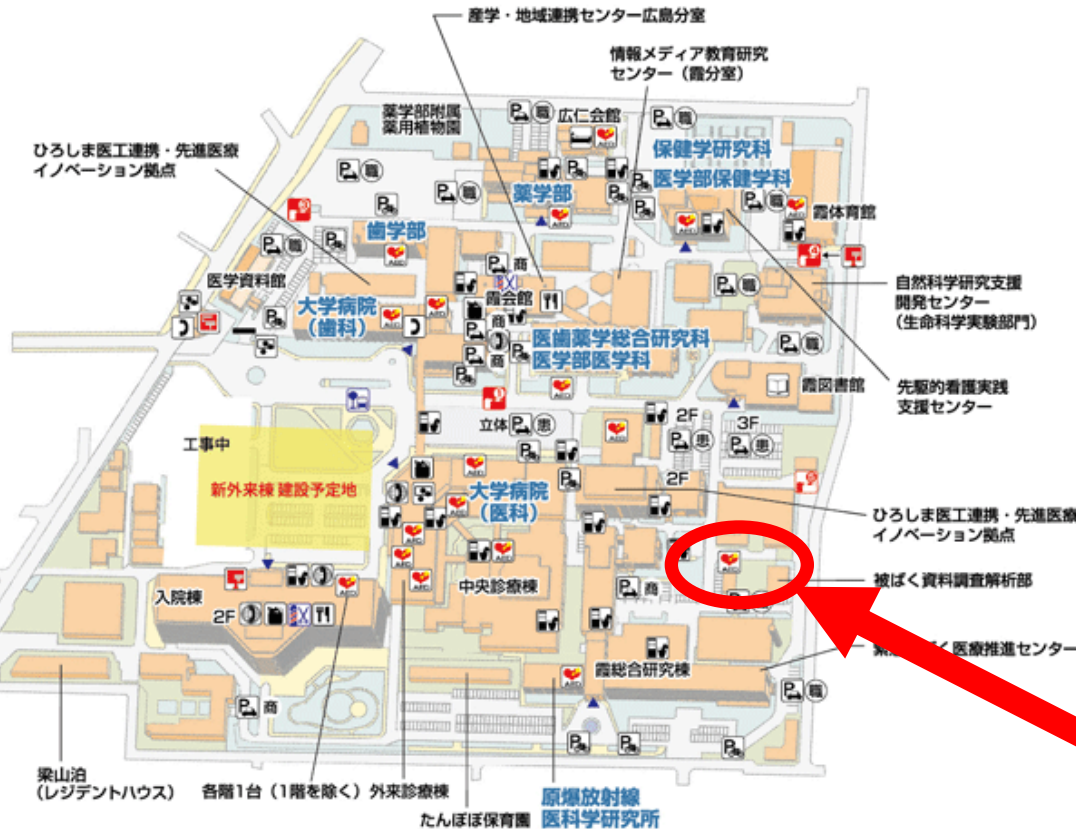 産学・地域連携センター広島分室
情報メディア教育研究
センター（霞分室）
薬学部附属
薬用植物園
広仁会館
ひろしま医工連携・先進医療
イノベーション拠点
保健学研究科
医学部保健学科
薬学部
霞体育館
歯学部
医学資料館
霞会館
自然科学研究支援
開発センター
（生命科学実験部門）
大学病院
（歯科）
医歯薬学総合研究科
医学部医学科
霞図書館
先駆的看護実践
支援センター
立体
2F
3F
工事中
新外来棟 建設予定地
大学病院
（医科）
2F
ひろしま医工連携・先進医療
イノベーション拠点
中央診療棟
被ばく資料調査解析部
入院棟
2F
医療推進センター
霞総合研究棟
梁山泊
（レジデントハウス）
各階1台（1階を除く）
外来診療棟
たんぽぽ保育園
原爆放射線
医科学研究所